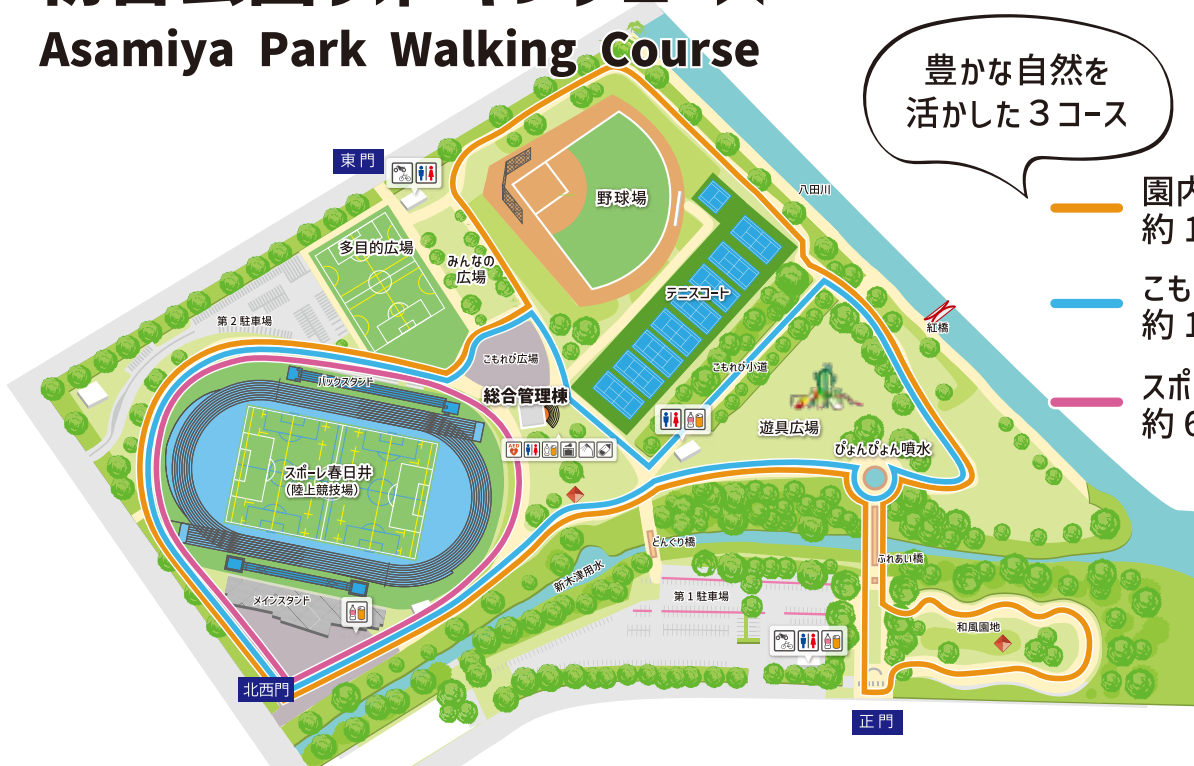 Asamiya Park Walking Course
豊かな自然を
活かした3コース
園内
約 1
こも
約 1
スポ
約 6
東門
野球場
八田川
多目的広場
みんなの
広場
テニスコート
第2駐車場
紅橋
こもれび広場
こもれび小道
バックスタンド
総合管理棟
遊具広場
ぴょんぴょん噴水
AED
スポーレ春日井
(陸上競技場)
どんぐり橋
ふれあい橋
新木津用水
メインスタンド
第1駐車場
和風園地
北西門
正門